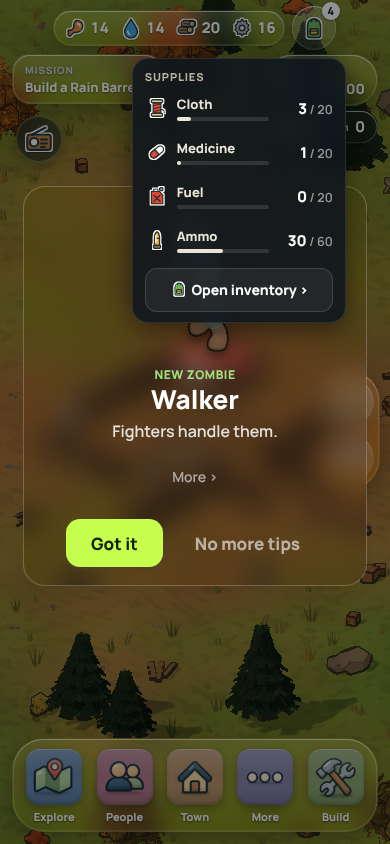 14
14
20
16
4
MISSION
Build a Rain Barre
00
0
SUPPLIES
Cloth
3 / 20
Medicine
1 / 20
Fuel
0 / 20
Ammo
30 / 60
Open inventory ›
NEW ZOMBIE
Walker
Fighters handle them.
More ›
Got it
No more tips
Explore
People
Town
More
Build